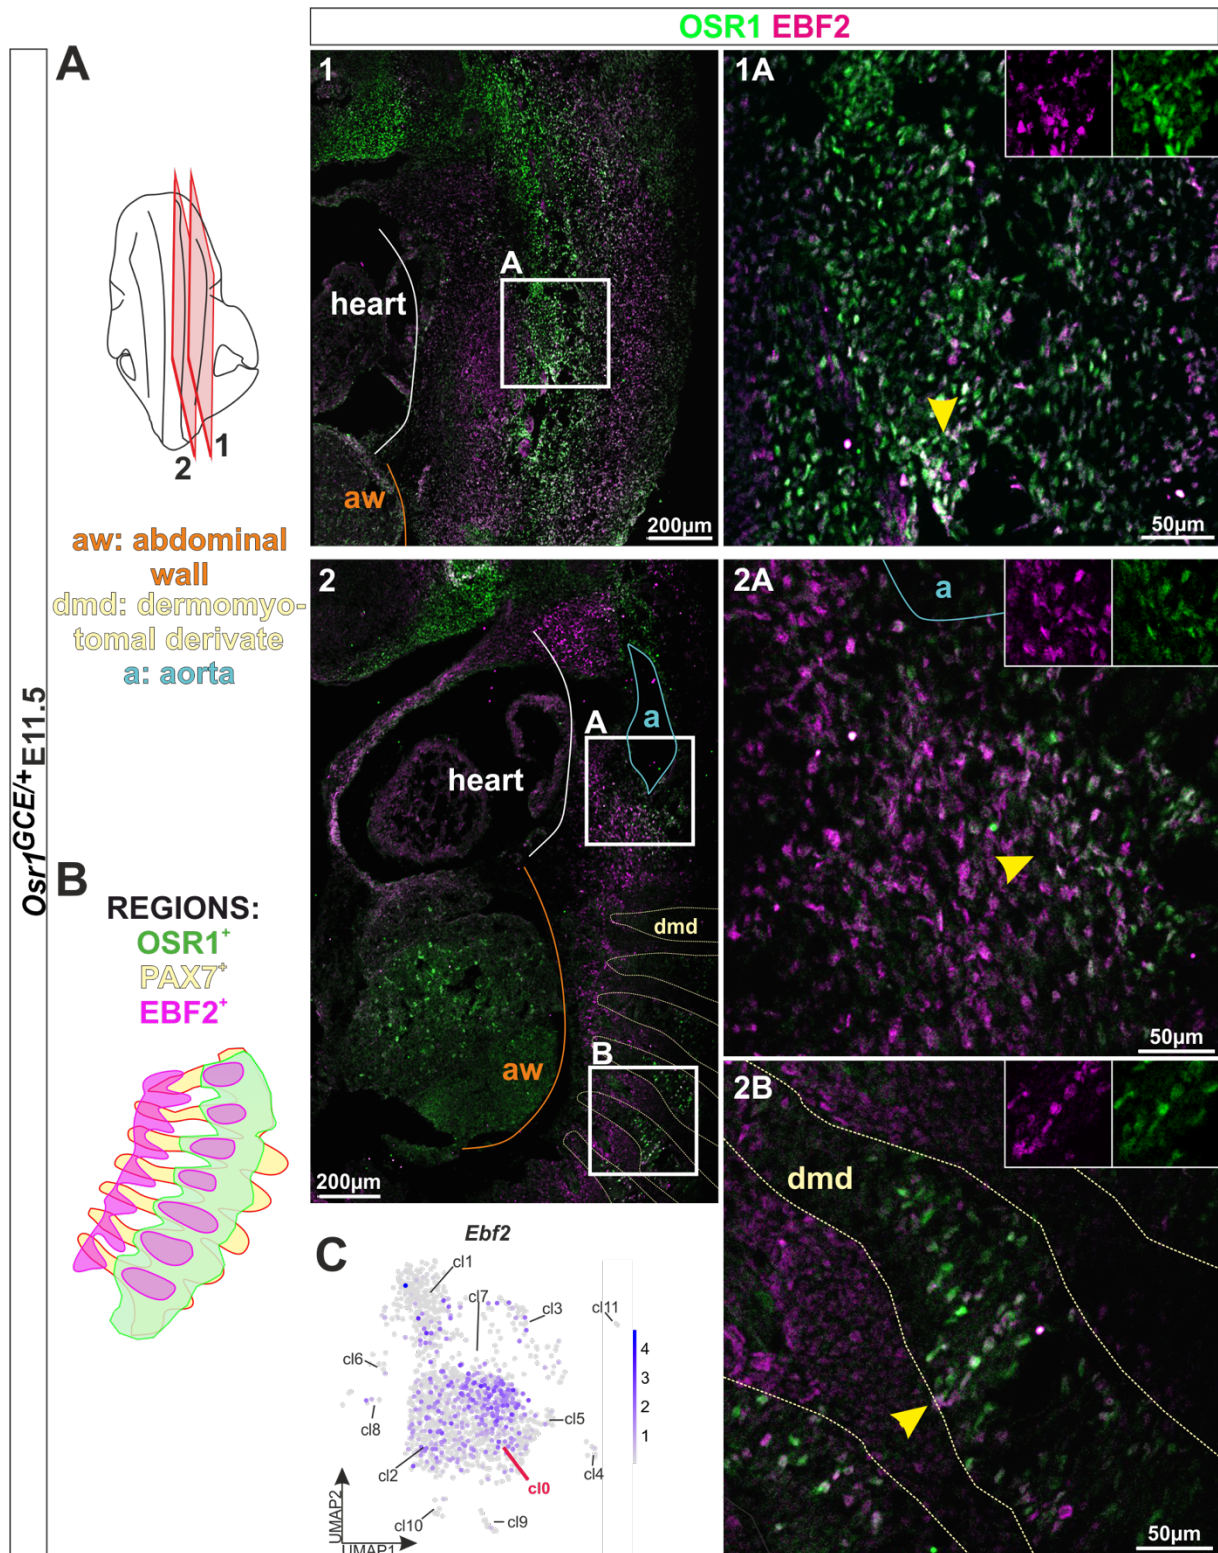 OSR1 EBF2
Osr1GCE/+E11.5
A
1
2
aw: abdominal
wall
dmd: dermomyo-
tomal derivate
a: aorta
B
REGIONS:
OSR1+
PAX7+
EBF2+
1
heart
A
aw
200µm
1A
50µm
2
heart
a
A
dmd
B
aw
200µm
2A
a
50µm
2B
dmd
50µm
C
Ebf2
cl1
cl7
cl3
cl11
cl6
cl8
cl5
cl2
cl4
cl0
cl10
cl9
4
3
2
1
UMAP2
UMAP1